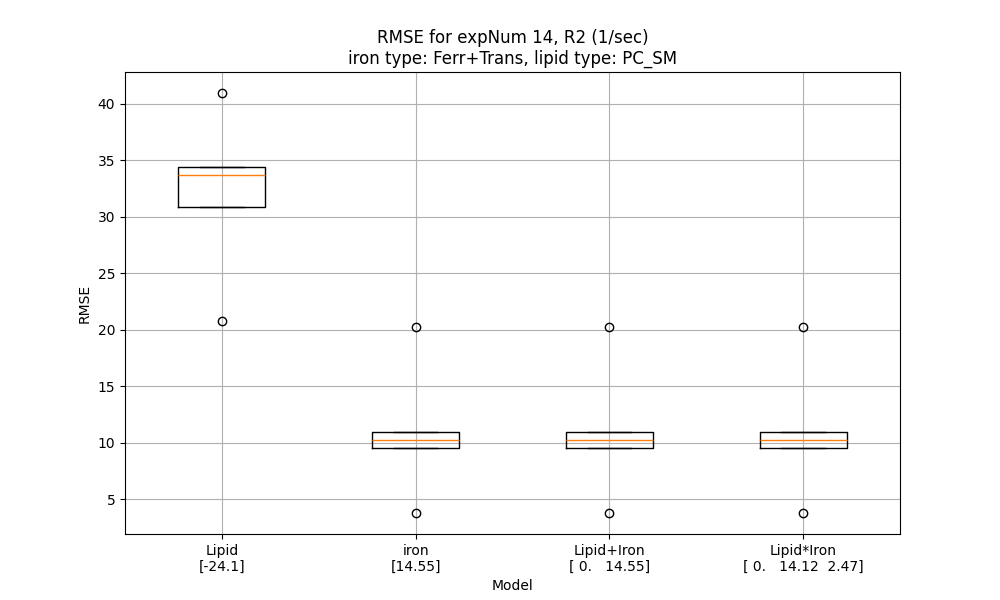 RMSE for expNum 14, R2 (1/sec)
iron type: Ferr+Trans, lipid type: PC_SM
40
35
30
25
20
15
10
5
RMSE
Lipid
[-24.1]
iron
[14.55]
Lipid+Iron
[ 0.   14.55]
Lipid*Iron
[ 0.   14.12  2.47]
Model